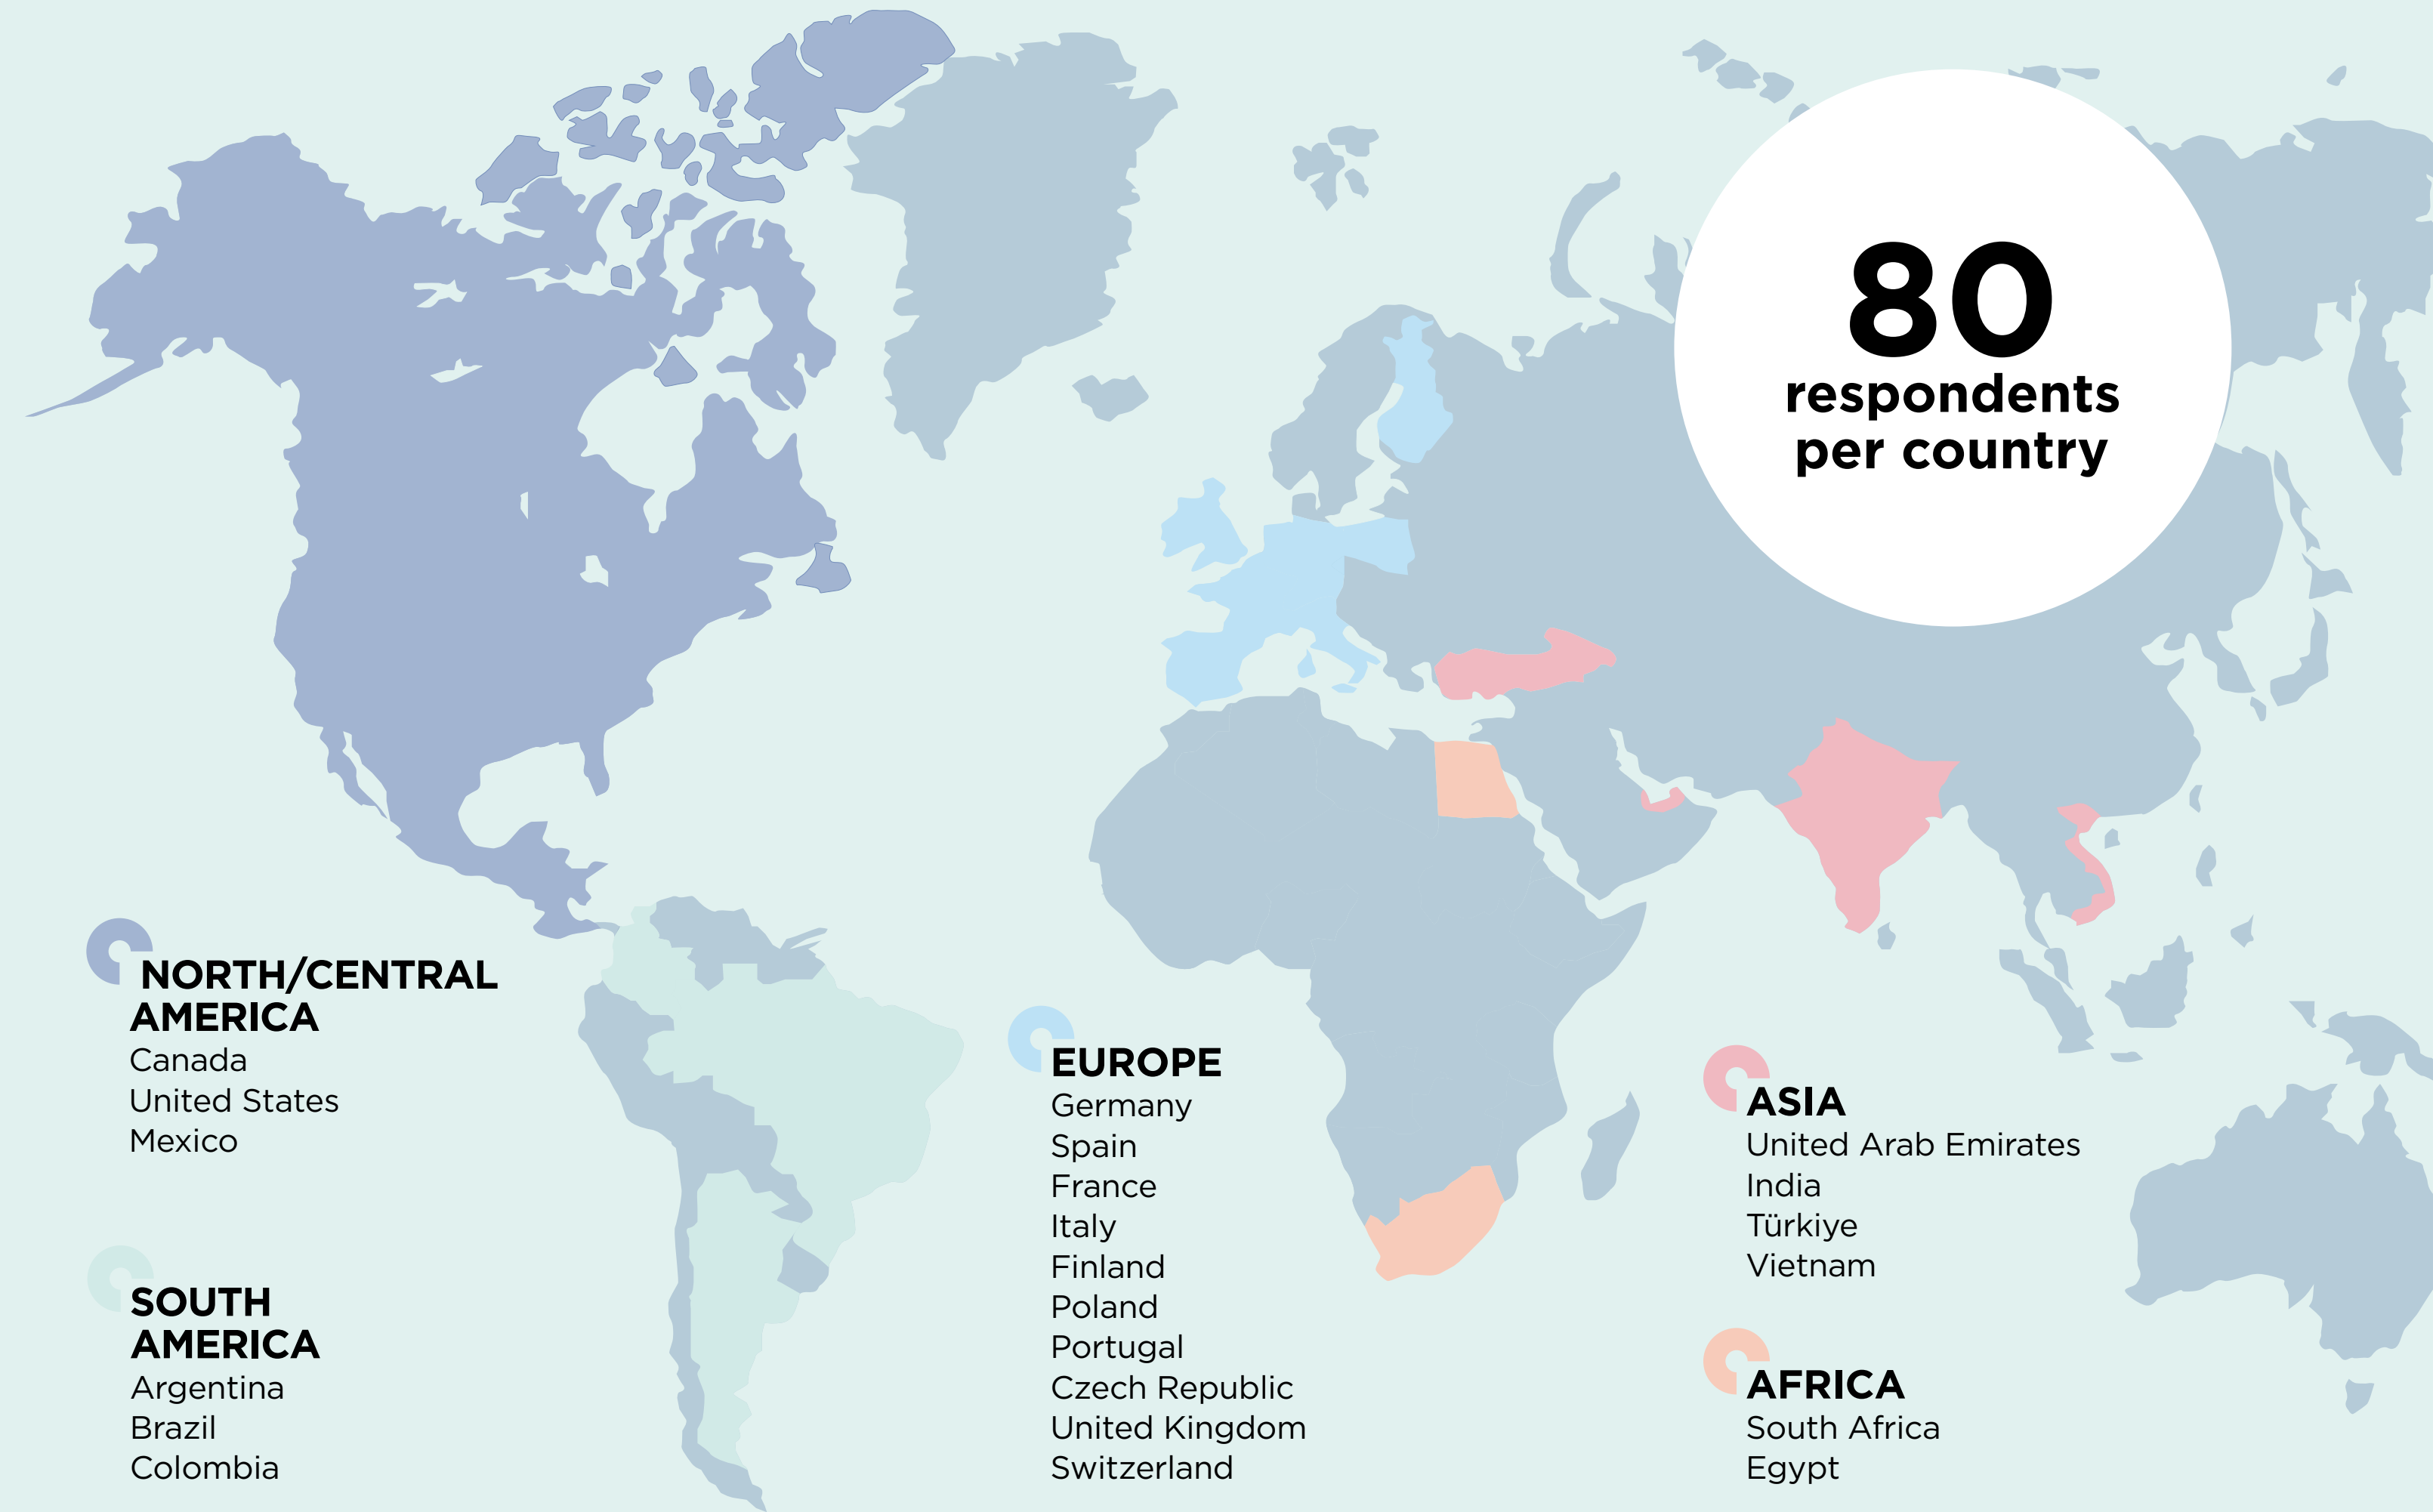 80
respondents
per country
NORTH/CENTRAL
AMERICA
Canada
United States
Mexico
SOUTH
AMERICA
Argentina
Brazil
Colombia
EUROPE
Germany
Spain
France
Italy
Finland
Poland
Portugal
Czech Republic
United Kingdom
Switzerland
ASIA
United Arab Emirates
India
Türkiye
Vietnam
AFRICA
South Africa
Egypt